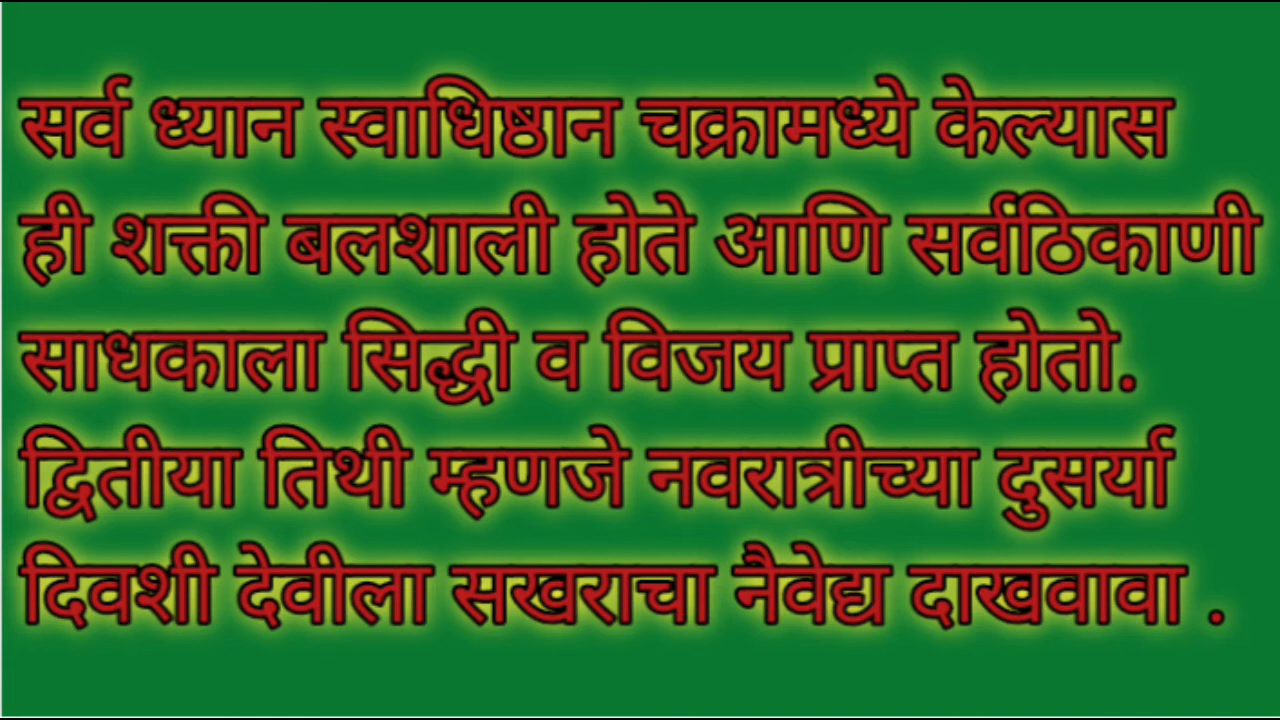 सर्व ध्यान स्वाधिष्ठान चक्रामध्ये केल्यास
ही शक्ती बलशाली होते आणि सर्वठिकाणी
साधकाला सिद्धी व विजय प्राप्त होतो.
द्वितीया तिथी म्हणजे नवरात्रीच्या दुसर्या
दिवशी देवीला सखराचा नैवेद्य दाखवावा .